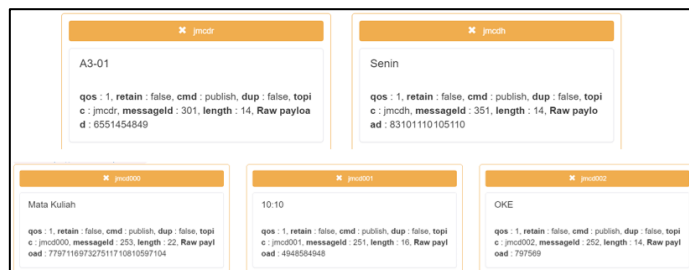 ✖ jmcdr
A3-01
qos : 1, retain : false, cmd : publish, dup : false, topi
c : jmcdr, messageId : 301, length : 14, Raw payloa
d : 6551454849
✖ jmcdh
Senin
qos : 1, retain : false, cmd : publish, dup : false, topi
c : jmcdh, messageId : 351, length : 14, Raw paylo
ad : 83101110105110
✖ jmcd000
Mata Kuliah
qos : 1, retain : false, cmd : publish, dup : false, topi
c : jmcd000, messageId : 253, length : 22, Raw payl
oad : 7797116973275117108105​97104
✖ jmcd001
10:10
qos : 1, retain : false, cmd : publish, dup : false, topi
c : jmcd001, messageId : 251, length : 16, Raw payl
oad : 4948584948
✖ jmcd002
OKE
qos : 1, retain : false, cmd : publish, dup : false, topi
c : jmcd002, messageId : 252, length : 14, Raw payl
oad : 797569